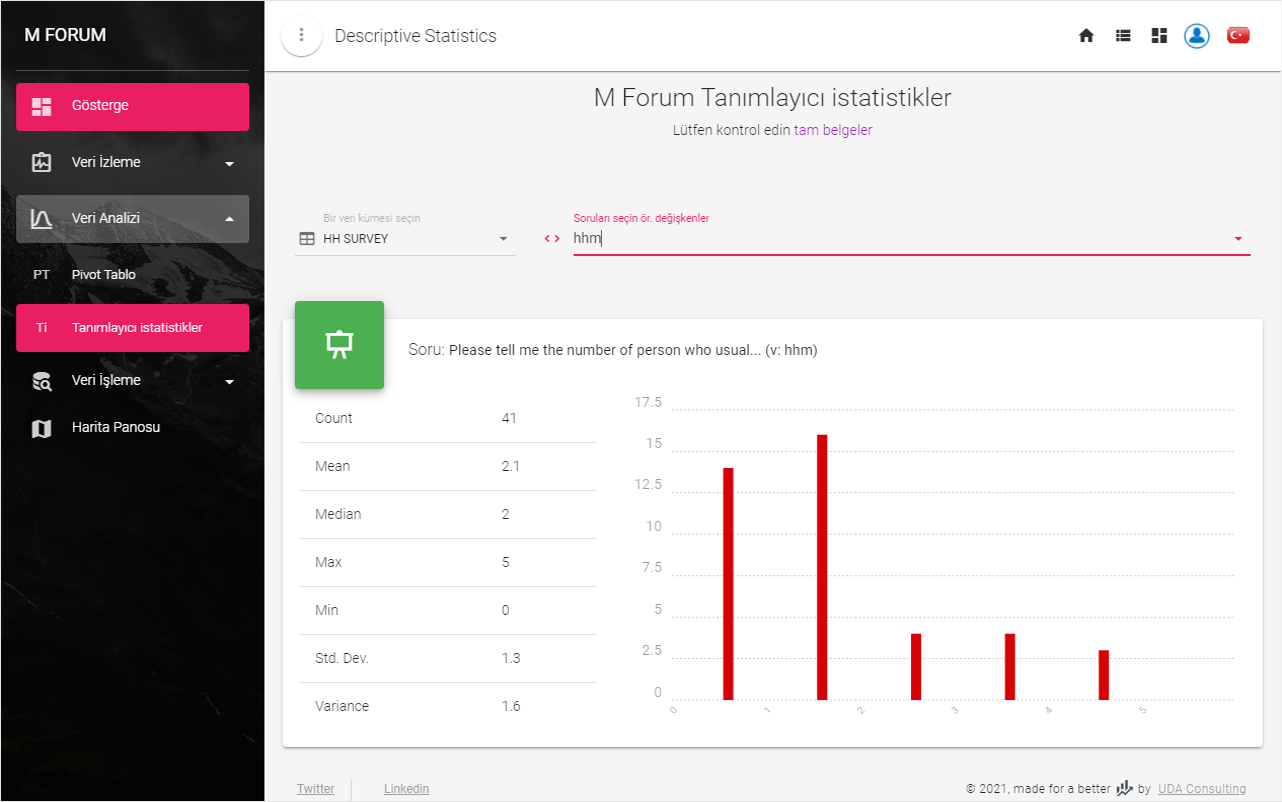 M FORUM
Gösterge
Veri İzleme
Veri Analizi
PT Pivot Tablo
Ti Tanımlayıcı istatistikler
Veri İşleme
Harita Panosu
Descriptive Statistics
M Forum Tanımlayıcı istatistikler
Lütfen kontrol edin tam belgeler
Bir veri kümesi seçin
HH SURVEY
Soruları seçin ör. değişkenler
hhm
Soru: Please tell me the number of person who usual... (v: hhm)
Count 41
Mean 2.1
Median 2
Max 5
Min 0
Std. Dev. 1.3
Variance 1.6
17.5
15
12.5
10
7.5
5
2.5
0
0 1 2 3 4 5
Twitter Linkedin
© 2021, made for a better by UDA Consulting